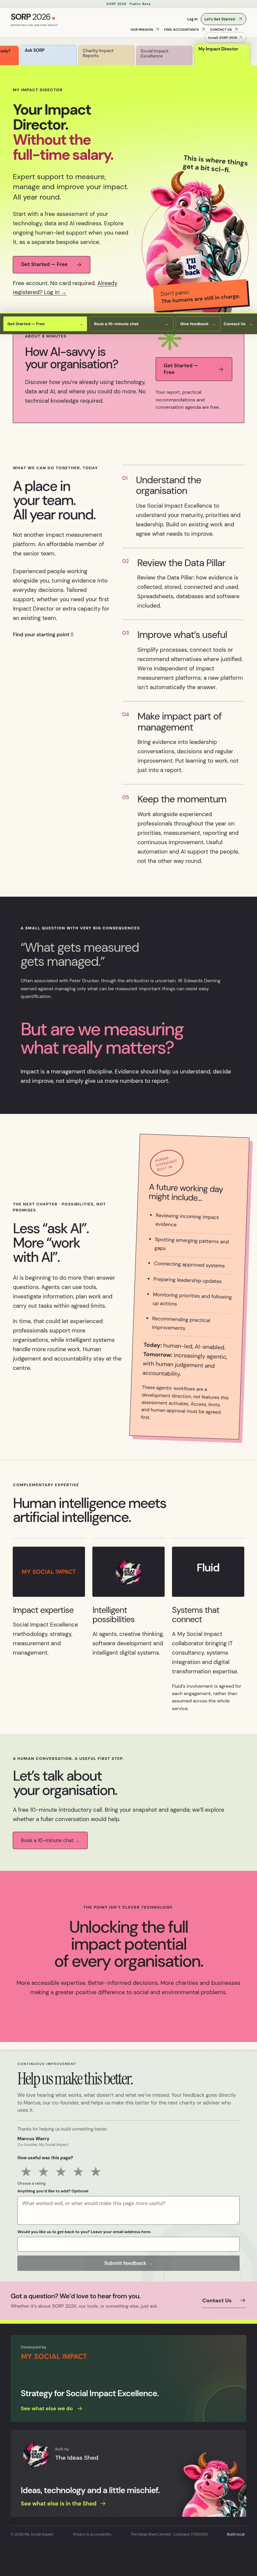 SORP 2026 · Public Beta
SORP 2026
Log in
Let's Get Started
OUR MISSION
FIND ACCOUNTANTS
CONTACT US
Install SORP 2026
Ask SORP
Charity Impact
Reports
Social Impact
Excellence
My Impact Director
MY IMPACT DIRECTOR
Your Impact
Director.
Without the
full-time salary.
Expert support to measure,
manage and improve your impact.
All year round.
Start with a free assessment of your
strategy, data and AI readiness. Explore
ongoing human-led support when you need
it, as a bespoke service.
Get Started — Free
Free account. No card required. Already
registered? Log in →
This is where things
get a bit sci-fi.
I'll be
back
Don't panic.
The humans are still in charge.
Get Started — Free
Book a 10-minute chat
Give feedback
Contact Us
ABOUT 8 MINUTES
How AI-savvy is
your organisation?
Discover how you're already using technology,
data and AI, and where you could do more. No
technical knowledge required.
Get Started —
Free
Your report, practical
recommendations and
conversation agenda are free.
WHAT WE CAN DO TOGETHER, TODAY
A place in
your team.
All year round.
Not another impact measurement
platform. An affordable member of
the senior team.
Experienced people working
alongside you, turning evidence into
everyday decisions. Tailored
support, whether you need your first
Impact Director or extra capacity for
an existing team.
Find your starting point
01
Understand the
organisation
Use Social Impact Excellence to
understand your maturity, priorities and
leadership. Build on existing work and
agree what needs to improve.
02
Review the Data Pillar
Review the Data Pillar: how evidence is
collected, stored, connected and used.
Spreadsheets, databases and software
included.
03
Improve what's useful
Simplify processes, connect tools or
recommend alternatives where justified.
We're independent of impact
measurement platforms; a new platform
isn't automatically the answer.
04
Make impact part of
management
Bring evidence into leadership
conversations, decisions and regular
improvement. Put learning to work, not
just into a report.
05
Keep the momentum
Work alongside experienced
professionals throughout the year on
priorities, measurement, reporting and
continuous improvement. Useful
automation and AI support the people,
not the other way round.
A SMALL QUESTION WITH VERY BIG CONSEQUENCES
“What gets measured
gets managed.”
Often associated with Peter Drucker, though the attribution is uncertain. W. Edwards Deming
warned against managing only what can be measured: important things can resist easy
quantification.
But are we measuring
what really matters?
Impact is a management discipline. Evidence should help us understand, decide
and improve, not simply give us more numbers to report.
THE NEXT CHAPTER · POSSIBILITIES, NOT
PROMISES
Less “ask AI”.
More “work
with AI”.
AI is beginning to do more than answer
questions. Agents can use tools,
investigate information, plan work and
carry out tasks within agreed limits.
In time, that could let experienced
professionals support more
organisations, while intelligent systems
handle more routine work. Human
judgement and accountability stay at the
centre.
HUMAN
JUDGEMENT
BUILT IN
A future working day
might include…
Reviewing incoming impact
evidence
Spotting emerging patterns and
gaps
Connecting approved systems
Preparing leadership updates
Monitoring priorities and following
up actions
Recommending practical
improvements
Today: human-led, AI-enabled.
Tomorrow: increasingly agentic,
with human judgement and
accountability.
These agentic workflows are a
development direction, not features this
assessment activates. Access, limits
and human approval must be agreed
first.
COMPLEMENTARY EXPERTISE
Human intelligence meets
artificial intelligence.
MY SOCIAL IMPACT
Fluid
Impact expertise
Social Impact Excellence
methodology, strategy,
measurement and
management.
Intelligent
possibilities
AI agents, creative thinking,
software development and
intelligent digital systems.
Systems that
connect
A My Social Impact
collaborator bringing IT
consultancy, systems
integration and digital
transformation expertise.
Fluid's involvement is agreed for
each engagement, rather than
assumed across the whole
service.
A HUMAN CONVERSATION. A USEFUL FIRST STEP.
Let's talk about
your organisation.
A free 10-minute introductory call. Bring your snapshot and agenda; we'll explore
whether a fuller conversation would help.
Book a 10-minute chat
THE POINT ISN'T CLEVER TECHNOLOGY.
Unlocking the full
impact potential
of every organisation.
More accessible expertise. Better-informed decisions. More charities and businesses
making a greater positive difference to social and environmental problems.
CONTINUOUS IMPROVEMENT
Help us make this better.
We love hearing what works, what doesn't and what we've missed. Your feedback goes directly
to Marcus, our co-founder, and helps us make this better for the next charity or adviser who
uses it.
Thanks for helping us build something better.
Marcus Warry
Co-founder, My Social Impact
How useful was this page?
Choose a rating
Anything you'd like to add? Optional
What worked well, or what would make this page more useful?
Would you like us to get back to you? Leave your email address here.
Submit feedback
Got a question? We'd love to hear from you.
Whether it's about SORP 2026, our tools, or something else, just ask.
Contact Us
Developed by
MY SOCIAL IMPACT
Strategy for Social Impact Excellence.
See what else we do
Built by
The Ideas Shed
Ideas, technology and a little mischief.
See what else is in the Shed
© 2026 My Social Impact
Privacy & accessibility
Build local